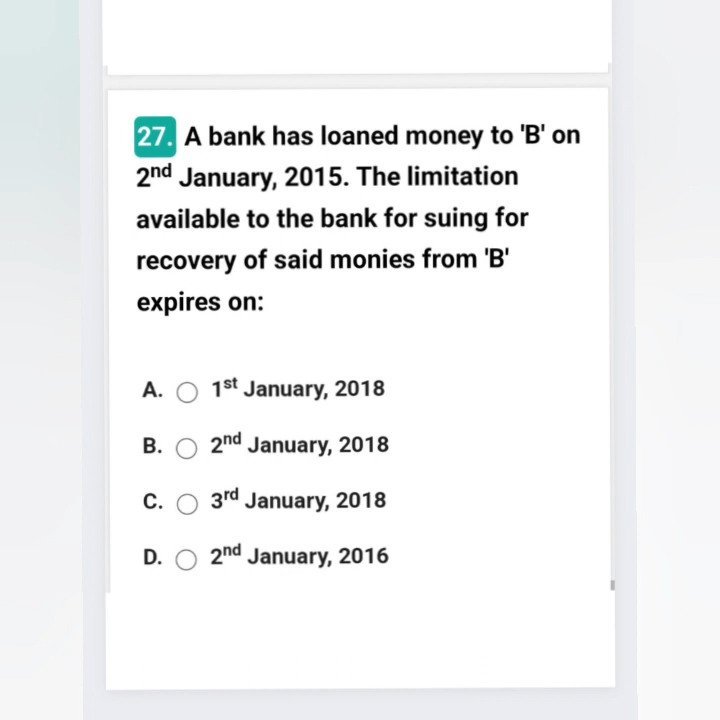 27. A bank has loaned money to 'B' on
2nd January, 2015. The limitation
available to the bank for suing for
recovery of said monies from 'B'
expires on:
A. 1st January, 2018
B. 2nd January, 2018
C. 3rd January, 2018
D. 2nd January, 2016